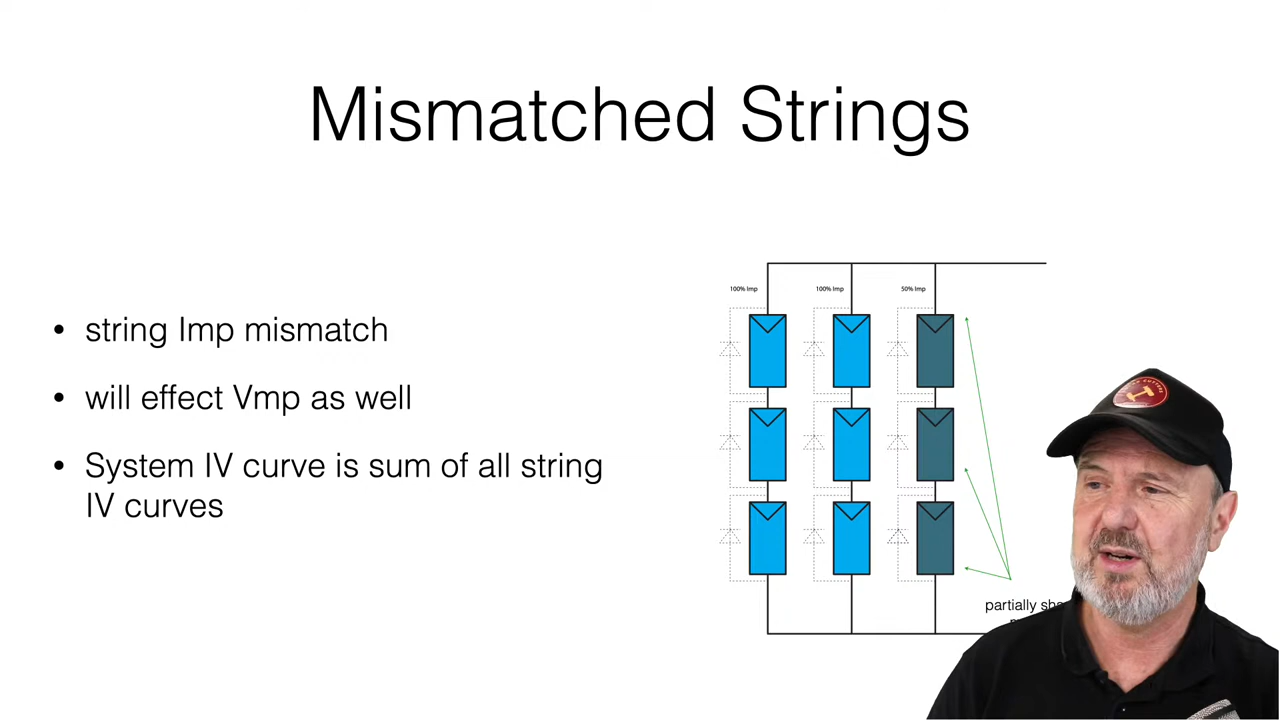 Mismatched Strings
• string Imp mismatch
• will effect Vmp as well
• System IV curve is sum of all string
IV curves
100% Imp 100% Imp 50% Imp
partially